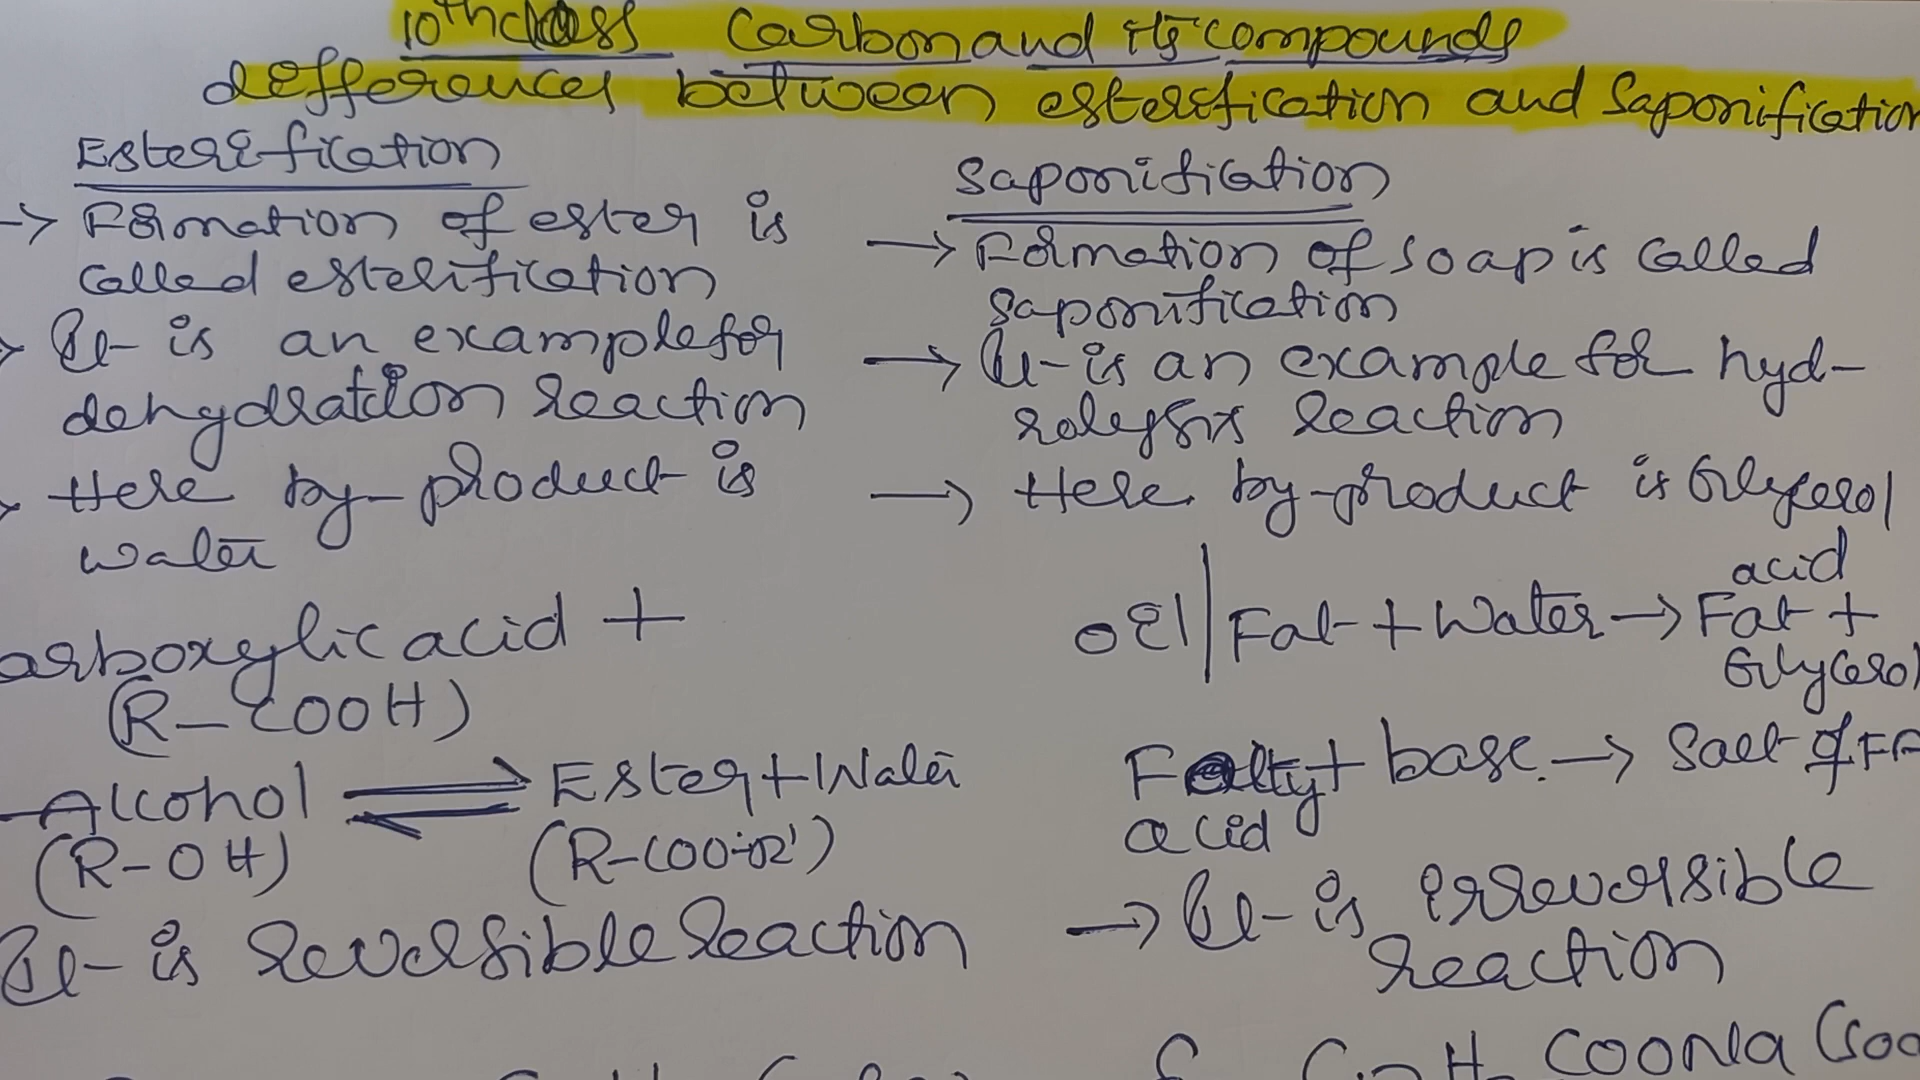 10th class Carbon and its compounds
defferences between esterification and Saponification
Esterification
→ Formation of ester is
called esterification
It is an example for
dehydration reaction
Here by-product is
water
arboxylic acid +
(R-COOH)
Alcohol ⇌ Ester + Water
(R-OH) (R-COO-R')
It is reversible reaction
Saponification
→ Formation of soap is called
saponification
→ It is an example for hyd-
rolysis reaction
→ Here by-product is Glycerol
acid
oil/Fat + Water → Fat +
Glycerol
Fatty + base → Salt of FA
acid
→ It is irreversible
reaction
COONa (soa